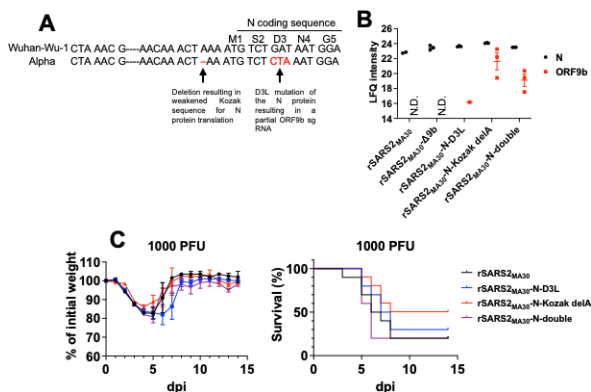 A
N coding sequence
M1 S2 D3 N4 G5
Wuhan-Wu-1 CTA AAC G----AACAA ACT AAA ATG TCT GAT AAT GGA
Alpha CTA AAC G----AACAA ACT –AA ATG TCT CTA AAT GGA
Deletion resulting in weakened Kozak sequence for N protein translation
D3L mutation of the N protein resulting in a partial ORF9b sg RNA
B
LFQ intensity
26
24
22
20
18
16
14
N.D.
N.D.
N
ORF9b
rSARS2MA30
rSARS2MA30-Δ9b
rSARS2MA30-N-D3L
rSARS2MA30-N-Kozak delA
rSARS2MA30-N-double
C
1000 PFU
% of initial weight
120
110
100
90
80
70
60
0 5 10 15
dpi
1000 PFU
Survival (%)
100
50
0
0 5 10 15
dpi
rSARS2MA30
rSARS2MA30-N-D3L
rSARS2MA30-N-Kozak delA
rSARS2MA30-N-double